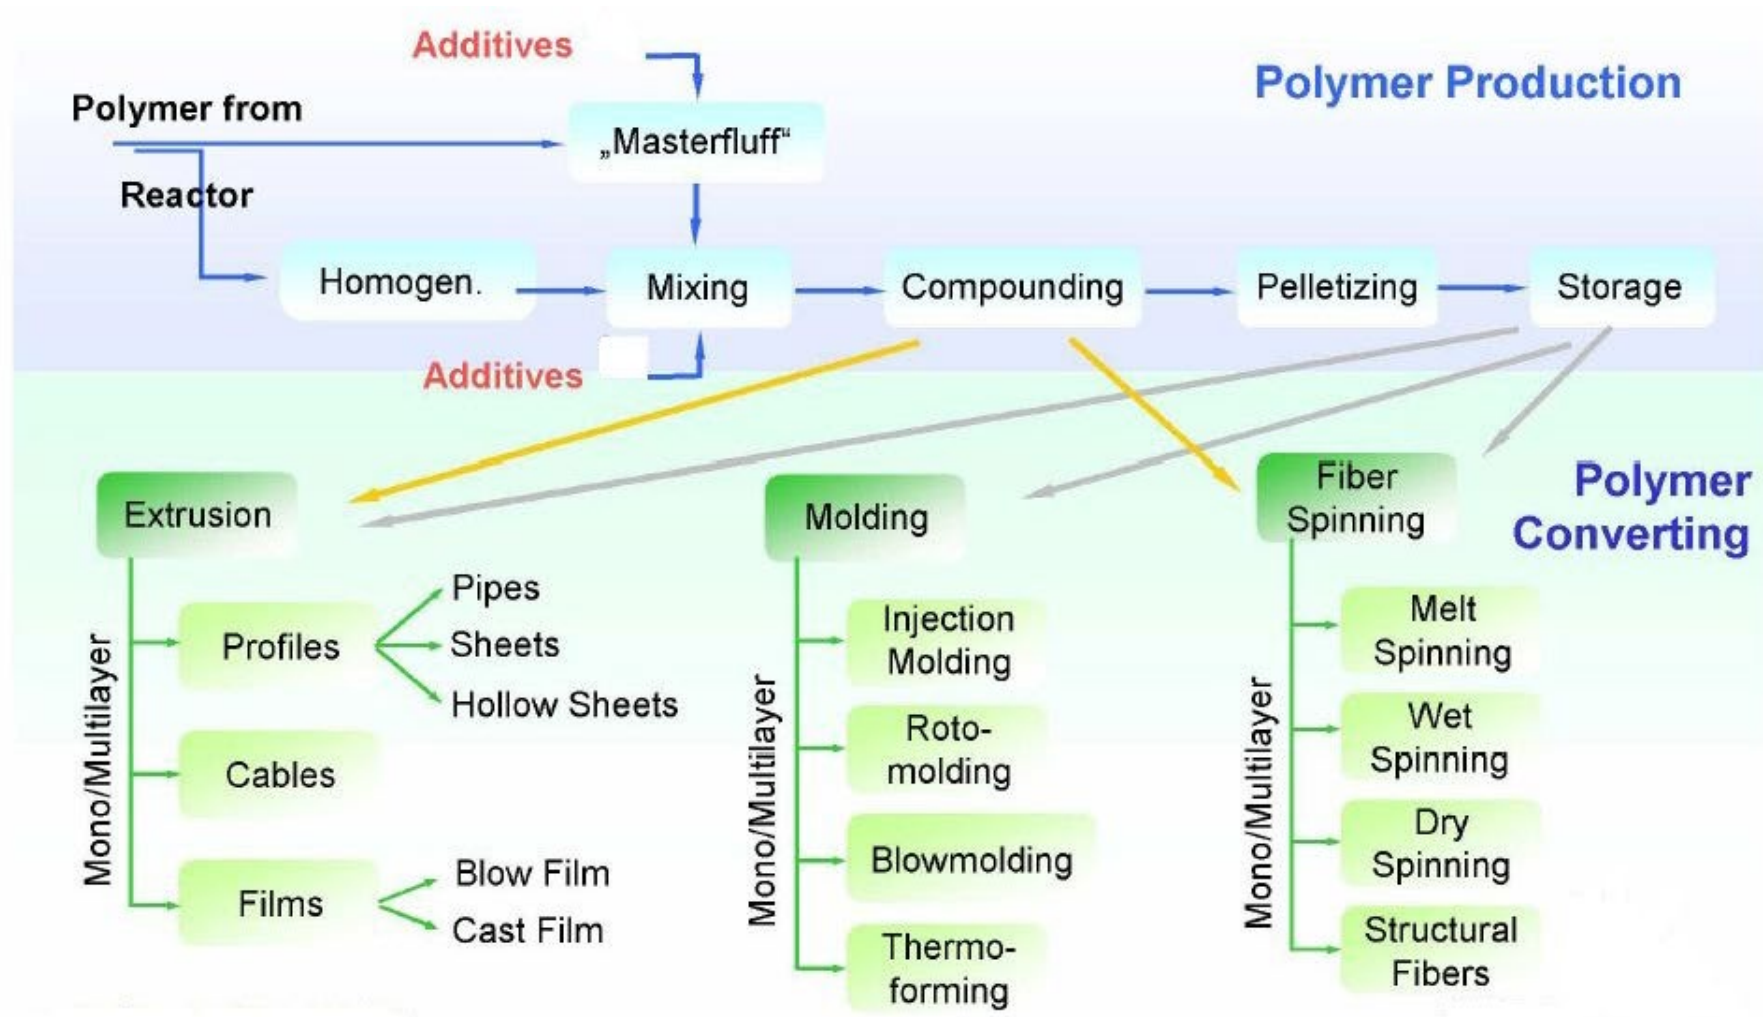 Additives
Polymer Production
Polymer from
„Masterfluff“
Reactor
Homogen.
Mixing
Compounding
Pelletizing
Storage
Additives
Polymer
Converting
Extrusion
Mono/Multilayer
Profiles
Pipes
Sheets
Hollow Sheets
Cables
Films
Blow Film
Cast Film
Molding
Mono/Multilayer
Injection
Molding
Roto-
molding
Blowmolding
Thermo-
forming
Fiber
Spinning
Mono/Multilayer
Melt
Spinning
Wet
Spinning
Dry
Spinning
Structural
Fibers